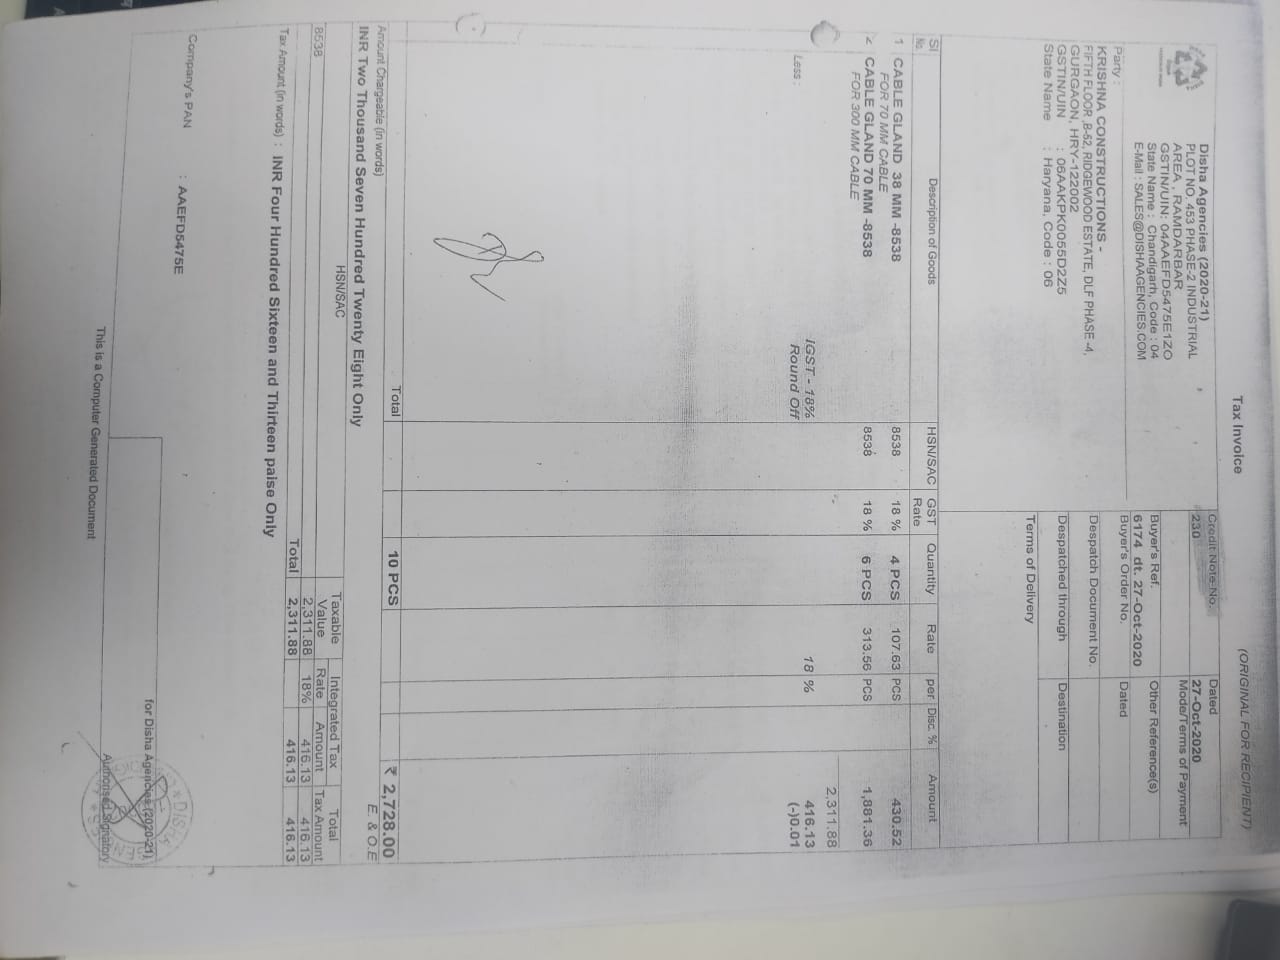 Tax Invoice
(ORIGINAL FOR RECIPIENT)
Disha Agencies (2020-21)
PLOT NO. 453 PHASE-2 INDUSTRIAL
AREA , RAMDARBAR
GSTIN/UIN: 04AAEFD5475E1ZO
State Name : Chandigarh, Code : 04
E-Mail : SALES@DISHAAGENCIES.COM
Credit Note No.
230
Dated
27-Oct-2020
Mode/Terms of Payment
Buyer's Ref.
6174 dt. 27-Oct-2020
Other Reference(s)
Buyer's Order No.
Dated
Despatch Document No.
Despatched through
Destination
Terms of Delivery
Party :
KRISHNA CONSTRUCTIONS -
FIFTH FLOOR ,B-52, RIDGEWOOD ESTATE, DLF PHASE -4,
GURGAON, HRY-122002
GSTIN/UIN : 06AAKPK0055D2Z5
State Name : Haryana, Code : 06
Sl No. Description of Goods HSN/SAC GST Rate Quantity Rate per Disc. % Amount
1 CABLE GLAND 38 MM -8538 8538 18 % 4 PCS 107.63 PCS 430.52
FOR 70 MM CABLE
2 CABLE GLAND 70 MM -8538 8538 18 % 6 PCS 313.56 PCS 1,881.36
FOR 300 MM CABLE
2,311.88
IGST - 18% 18 % 416.13
Less : Round Off (-)0.01
Total 10 PCS ₹ 2,728.00
Amount Chargeable (in words) E. & O.E
INR Two Thousand Seven Hundred Twenty Eight Only
HSN/SAC Taxable Value Integrated Tax Rate Amount Total Tax Amount
8538 2,311.88 18% 416.13 416.13
Total 2,311.88 416.13 416.13
Tax Amount (in words) : INR Four Hundred Sixteen and Thirteen paise Only
Company's PAN : AAEFD5475E
for Disha Agencies (2020-21)
Authorised Signatory
This is a Computer Generated Document